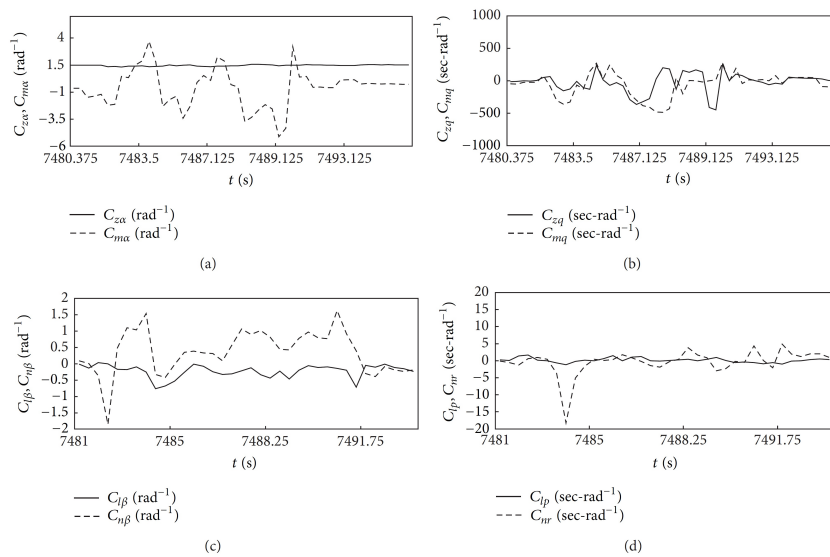 (a)
4
1.5
−1
−3.5
−6
C_zα, C_mα (rad⁻¹)
7480.375 7483.5 7487.125 7489.125 7493.125
t (s)
C_zα (rad⁻¹)
C_mα (rad⁻¹)
1000
500
0
−500
−1000
C_zq, C_mq (sec-rad⁻¹)
7480.375 7483.5 7487.125 7489.125 7493.125
t (s)
C_zq (sec-rad⁻¹)
C_mq (sec-rad⁻¹)
(b)
2
1.5
1
0.5
0
−0.5
−1
−1.5
−2
C_lβ, C_nβ (rad⁻¹)
7481 7485 7488.25 7491.75
t (s)
C_lβ (rad⁻¹)
C_nβ (rad⁻¹)
(c)
20
15
10
5
0
−5
−10
−15
−20
C_lp, C_nr (sec-rad⁻¹)
7481 7485 7488.25 7491.75
t (s)
C_lp (sec-rad⁻¹)
C_nr (sec-rad⁻¹)
(d)